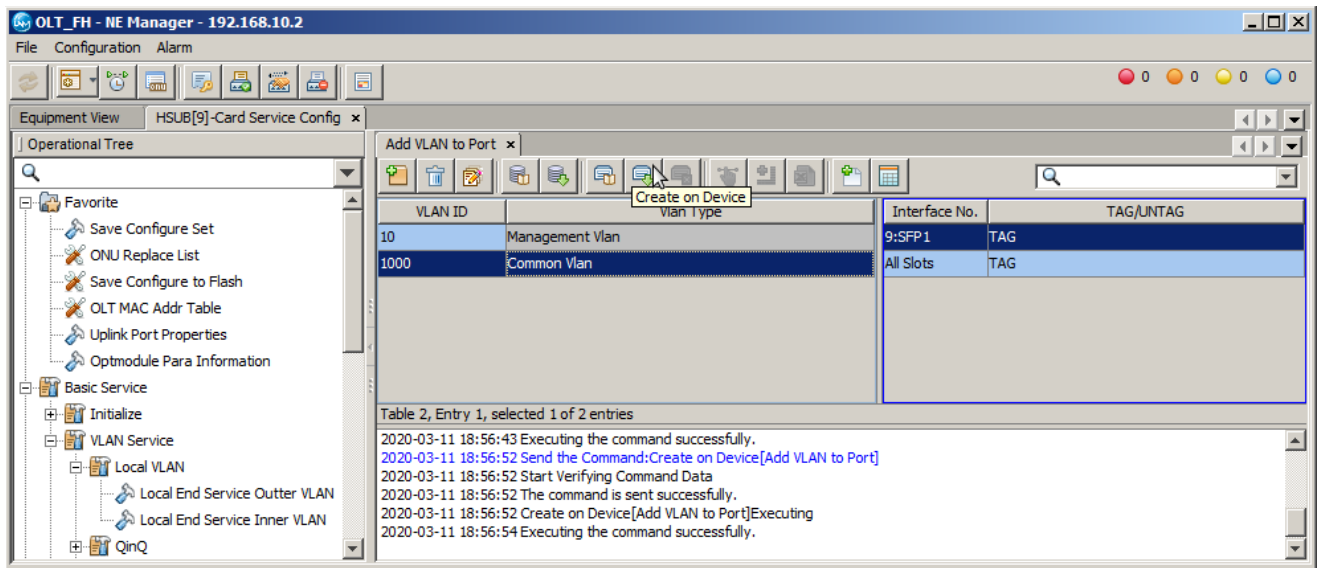 OLT_FH - NE Manager - 192.168.10.2
File Configuration Alarm
0 0 0 0
Equipment View HSUB[9]-Card Service Config
Operational Tree
Add VLAN to Port
Create on Device
Favorite
Save Configure Set
ONU Replace List
Save Configure to Flash
OLT MAC Addr Table
Uplink Port Properties
Optmodule Para Information
Basic Service
Initialize
VLAN Service
Local VLAN
Local End Service Outter VLAN
Local End Service Inner VLAN
QinQ
VLAN ID Vlan Type
10 Management Vlan
1000 Common Vlan
Interface No. TAG/UNTAG
9:SFP1 TAG
All Slots TAG
Table 2, Entry 1, selected 1 of 2 entries
2020-03-11 18:56:43 Executing the command successfully.
2020-03-11 18:56:52 Send the Command:Create on Device[Add VLAN to Port]
2020-03-11 18:56:52 Start Verifying Command Data
2020-03-11 18:56:52 The command is sent successfully.
2020-03-11 18:56:52 Create on Device[Add VLAN to Port]Executing
2020-03-11 18:56:54 Executing the command successfully.